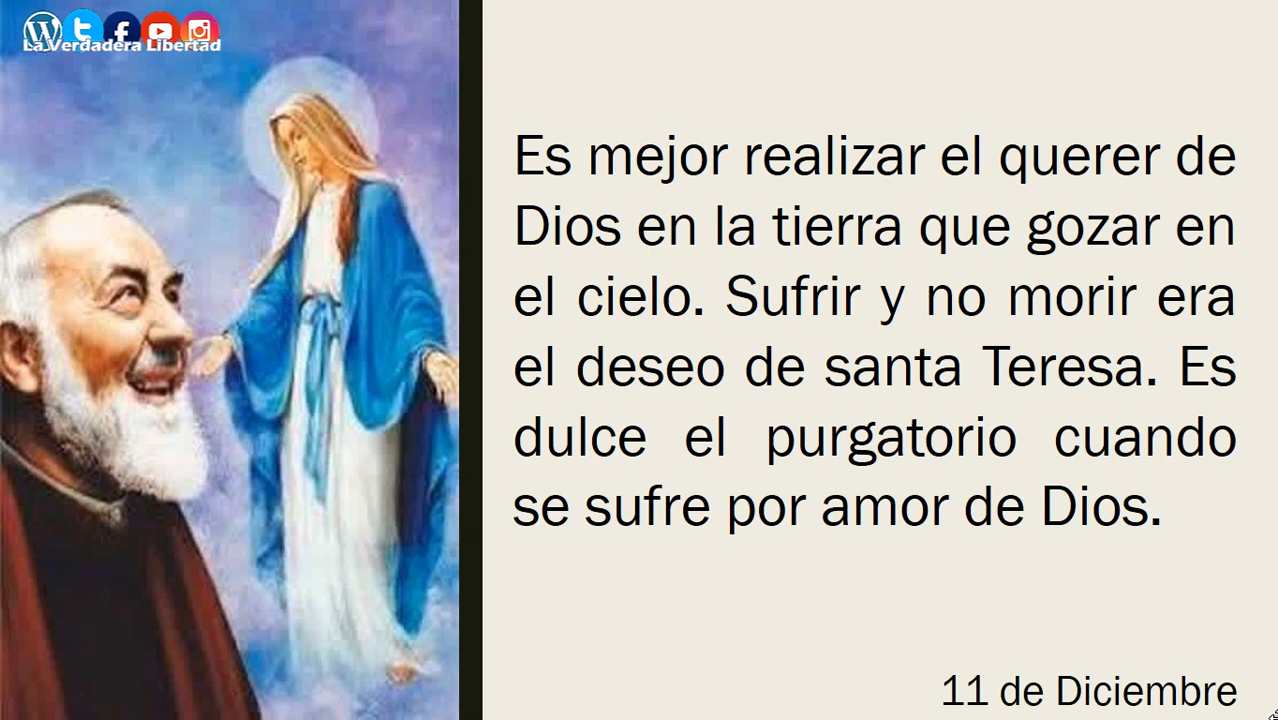 La Verdadera Libertad
Es mejor realizar el querer de
Dios en la tierra que gozar en
el cielo. Sufrir y no morir era
el deseo de santa Teresa. Es
dulce el purgatorio cuando
se sufre por amor de Dios.
11 de Diciembre